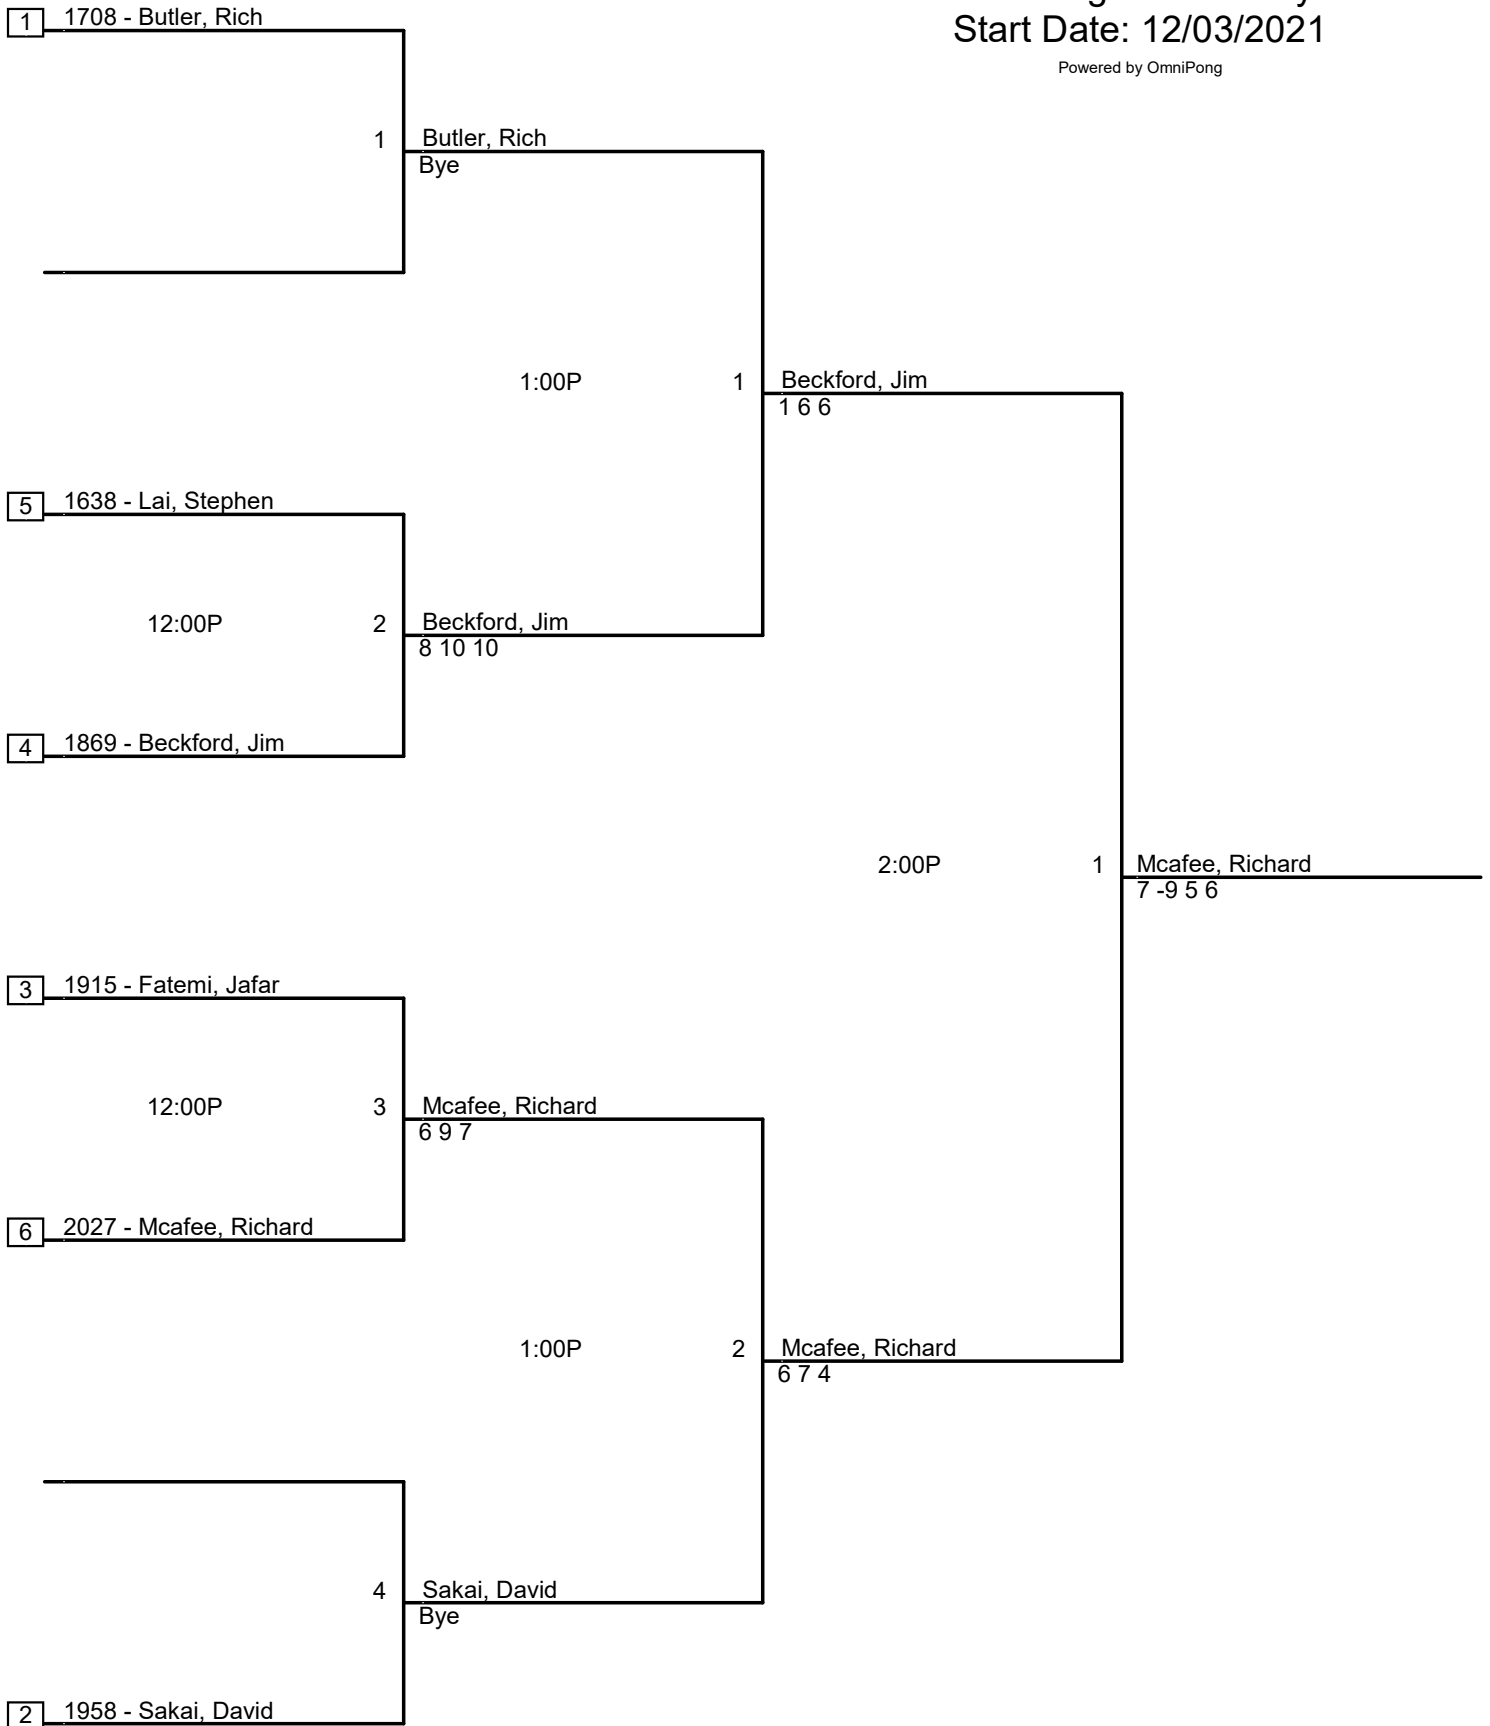 Start Date: 12/03/2021
Powered by OmniPong
1 1708 - Butler, Rich
1 Butler, Rich
Bye
1:00P 1 Beckford, Jim
1 6 6
5 1638 - Lai, Stephen
12:00P 2 Beckford, Jim
8 10 10
4 1869 - Beckford, Jim
2:00P 1 Mcafee, Richard
7 -9 5 6
3 1915 - Fatemi, Jafar
12:00P 3 Mcafee, Richard
6 9 7
6 2027 - Mcafee, Richard
1:00P 2 Mcafee, Richard
6 7 4
4 Sakai, David
Bye
2 1958 - Sakai, David